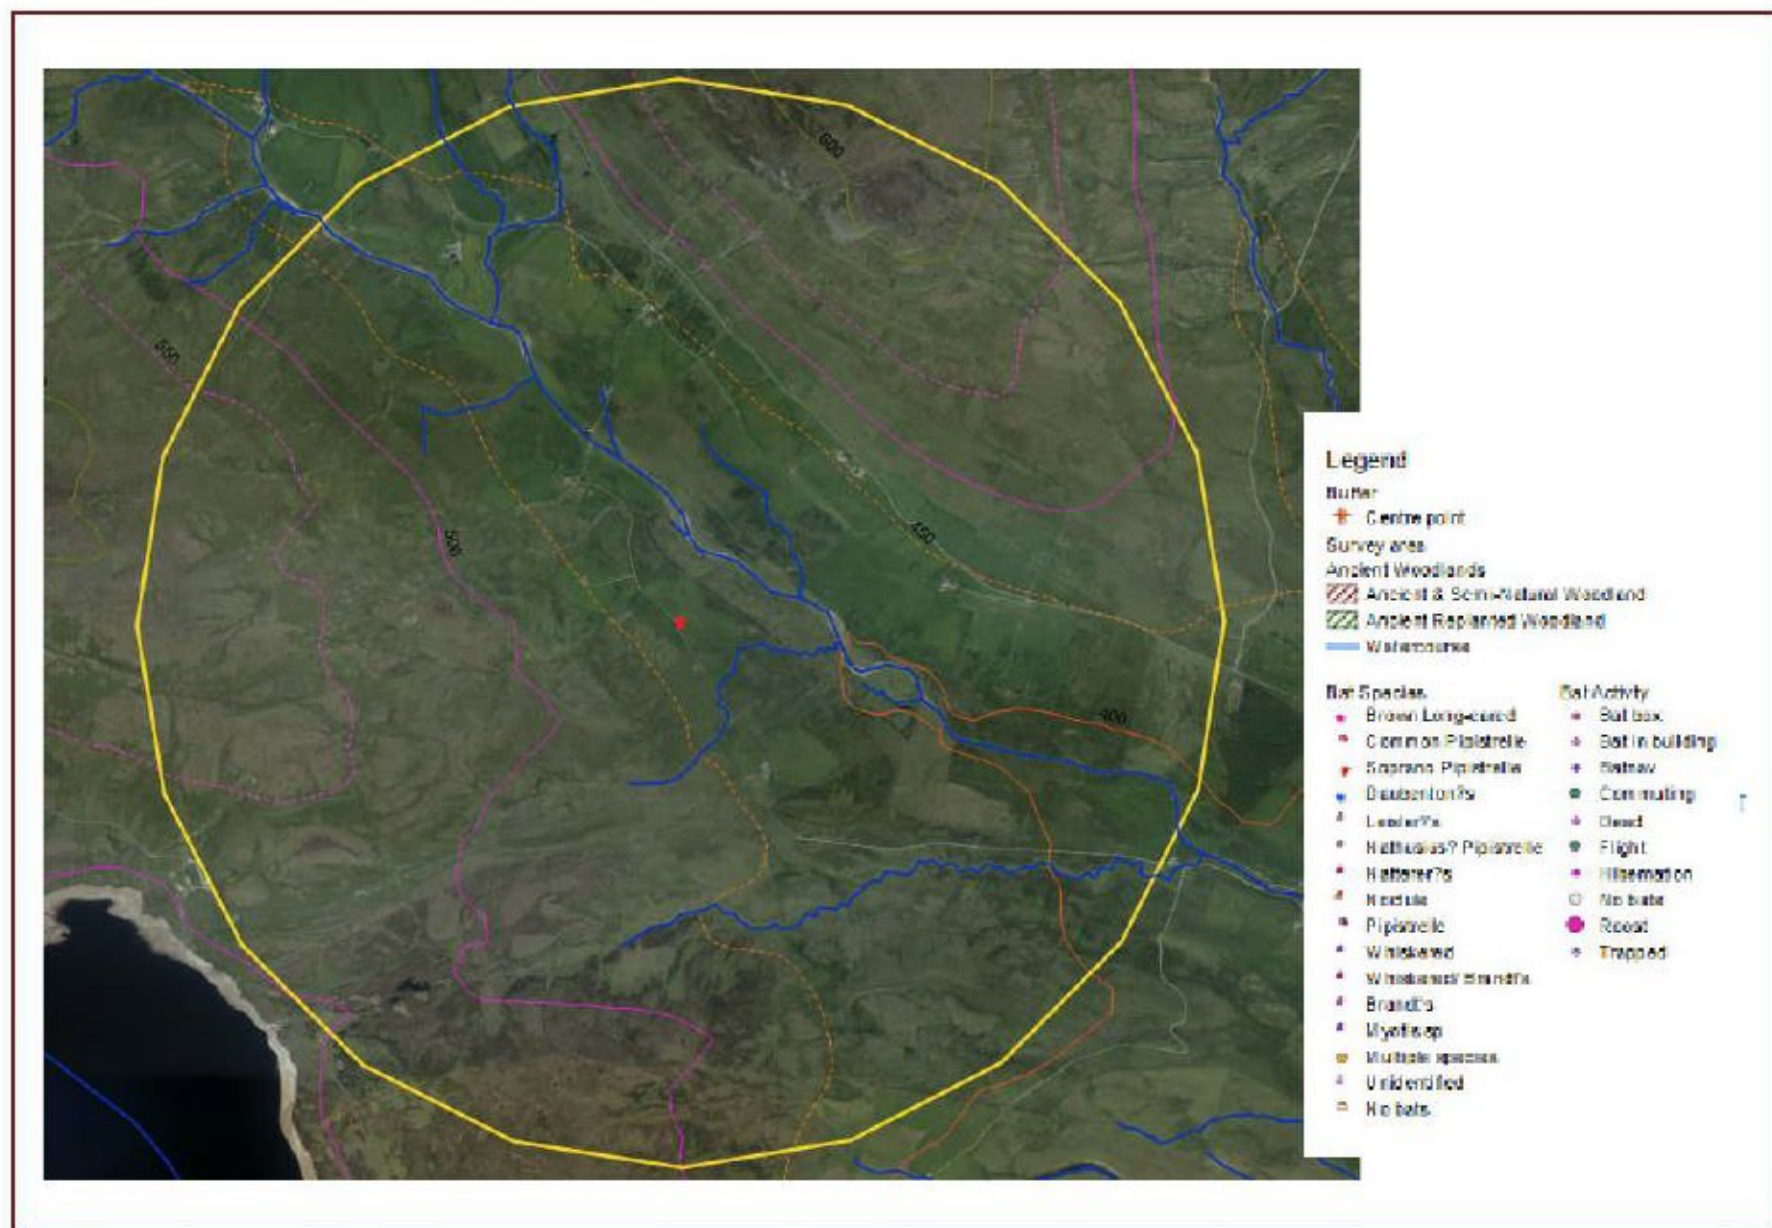 600
550
500
450
400
Legend
Buffer
Centre point
Survey area
Ancient Woodlands
Ancient & Semi-Natural Woodland
Ancient Replanted Woodland
Watercourse
Bat Species
Brown Long-eared
Common Pipistrelle
Soprano Pipistrelle
Daubenton?s
Leisler?s
Nathusius? Pipistrelle
Natterer?s
Noctule
Pipistrelle
Whiskered
Whiskered/ Brandt's
Brandt's
Myotis sp
Multiple species
Unidentified
No bats
Bat Activity
Bat box
Bat in building
Batnav
Commuting
Dead
Flight
Hibernation
No bats
Roost
Trapped